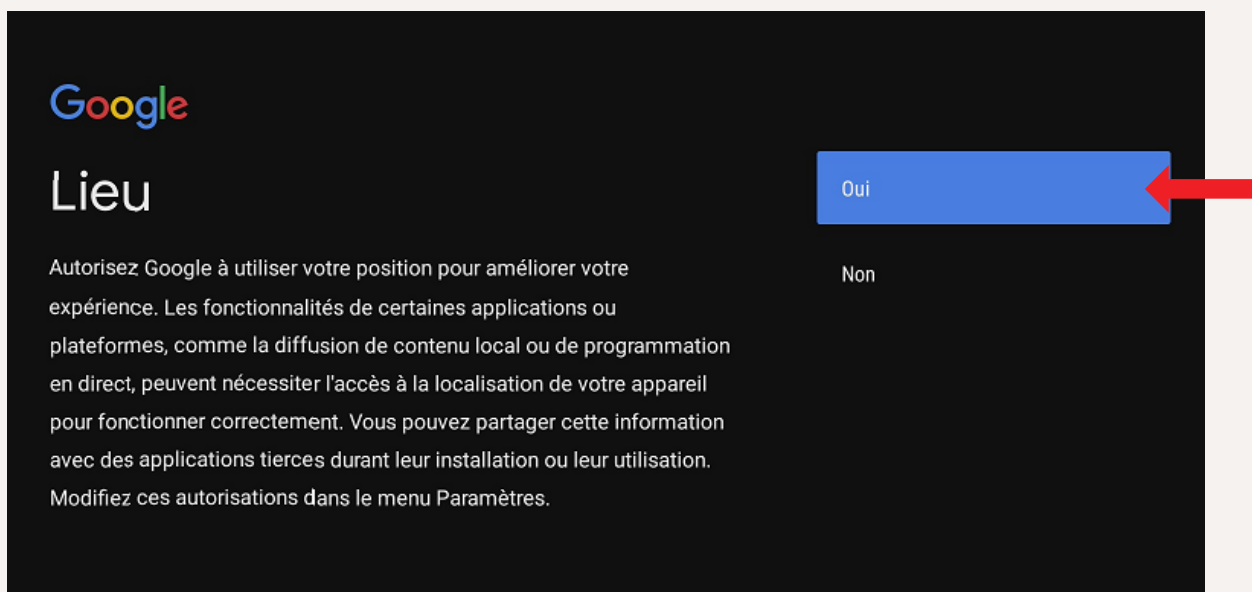 Google
Lieu
Autorisez Google à utiliser votre position pour améliorer votre
expérience. Les fonctionnalités de certaines applications ou
plateformes, comme la diffusion de contenu local ou de programmation
en direct, peuvent nécessiter l'accès à la localisation de votre appareil
pour fonctionner correctement. Vous pouvez partager cette information
avec des applications tierces durant leur installation ou leur utilisation.
Modifiez ces autorisations dans le menu Paramètres.
Oui
Non